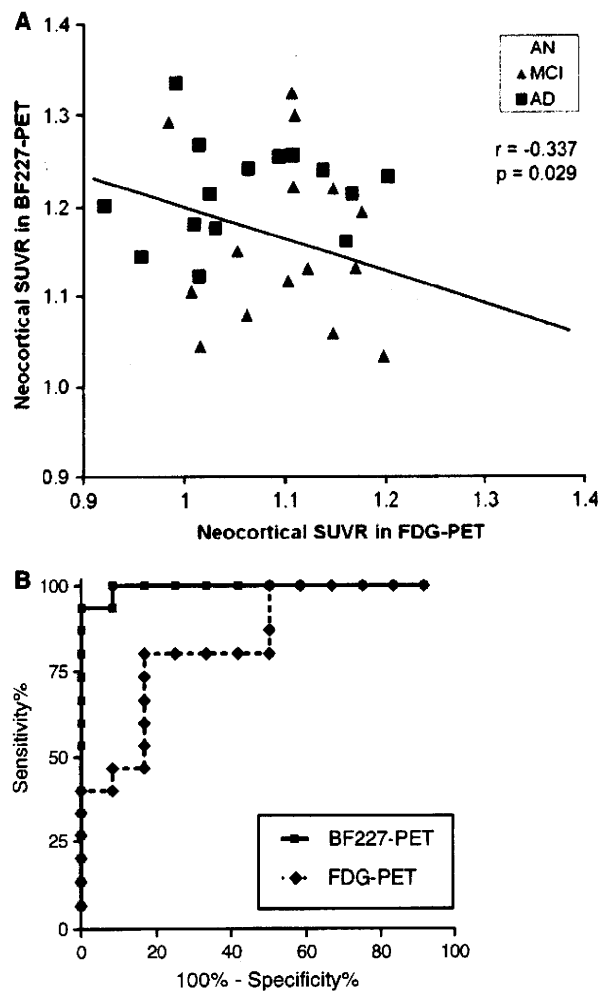 A
1.4
1.3
1.2
1.1
1.0
0.9
Neocortical SUVR in BF227-PET
AN
MCI
AD
r = -0.337
p = 0.029
0.9 1 1.1 1.2 1.3 1.4
Neocortical SUVR in FDG-PET
B
100
75
50
25
0
Sensitivity%
BF227-PET
FDG-PET
0 20 40 60 80 100
100% - Specificity%